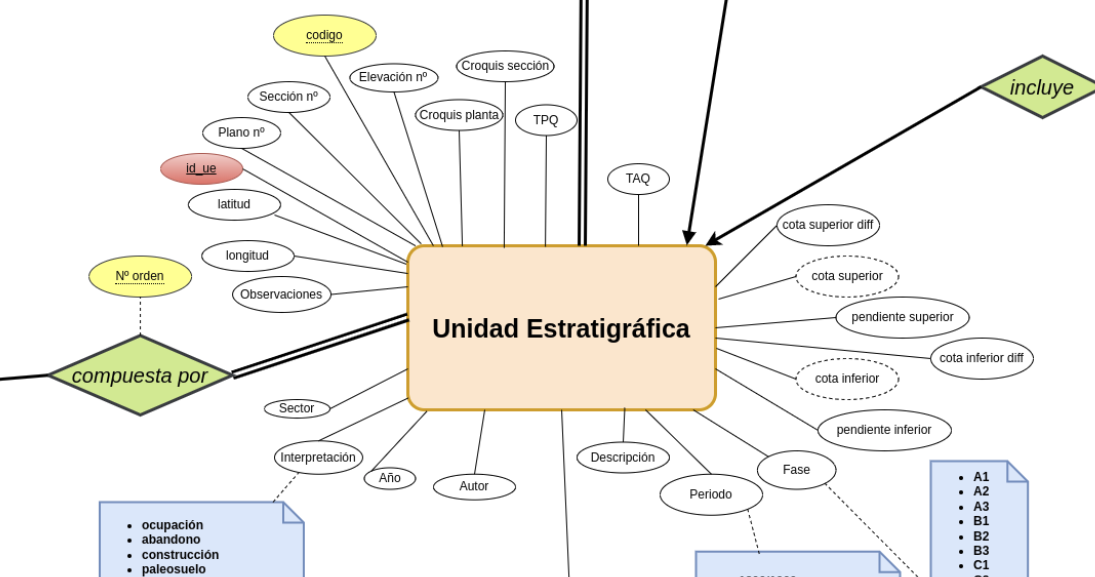 codigo
Croquis sección
Elevación nº
incluye
Sección nº
Croquis planta
TPQ
Plano nº
id_ue
TAQ
latitud
cota superior diff
longitud
Nº orden
cota superior
Observaciones
pendiente superior
Unidad Estratigráfica
cota inferior diff
compuesta por
cota inferior
Sector
pendiente inferior
Interpretación
Descripción
Año
Autor
Fase
Periodo
A1
A2
A3
B1
B2
B3
C1
ocupación
abandono
construcción
paleosuelo